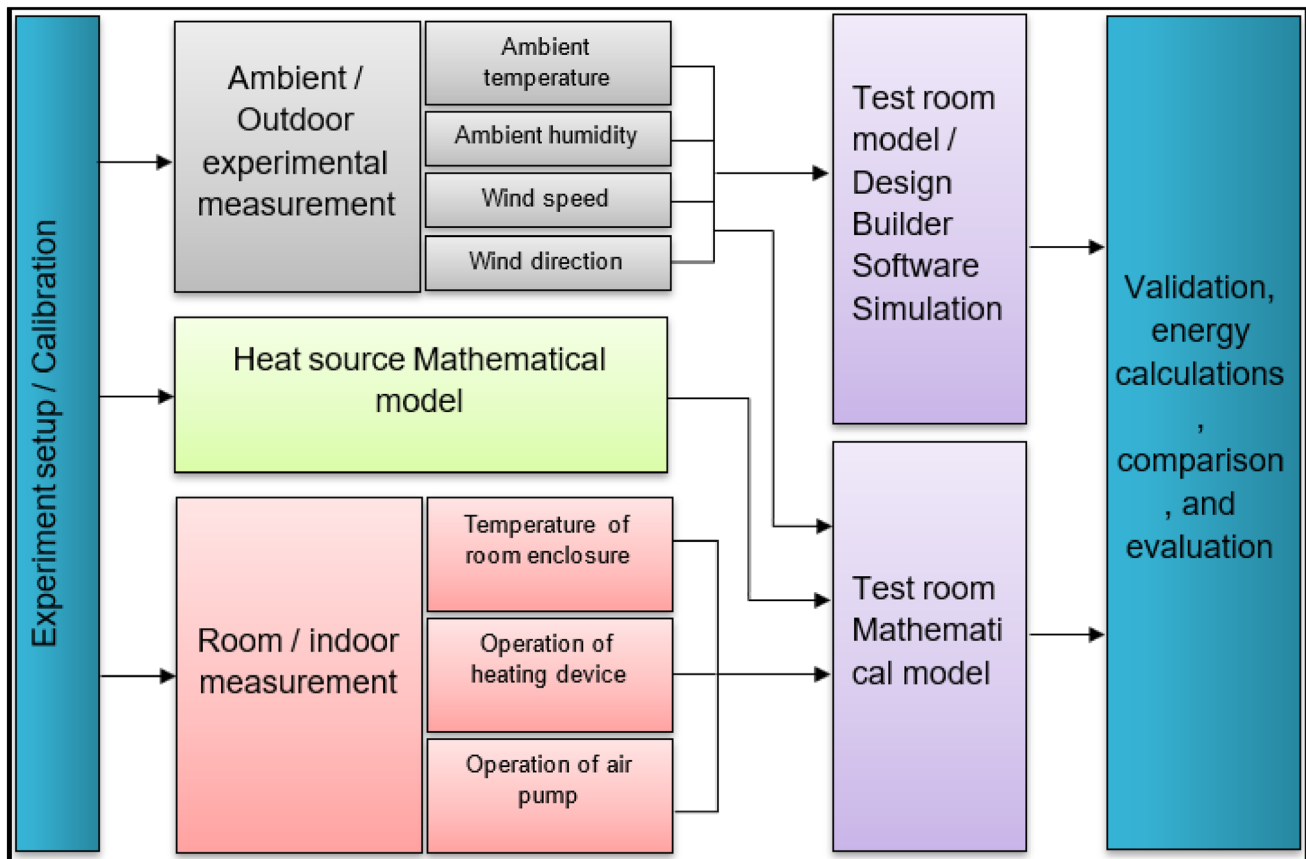 Experiment setup / Calibration
Ambient /
Outdoor
experimental
measurement
Ambient
temperature
Ambient humidity
Wind speed
Wind direction
Heat source Mathematical
model
Room / indoor
measurement
Temperature of
room enclosure
Operation of
heating device
Operation of air
pump
Test room
model /
Design
Builder
Software
Simulation
Test room
Mathemati
cal model
Validation,
energy
calculations
,
comparison
, and
evaluation